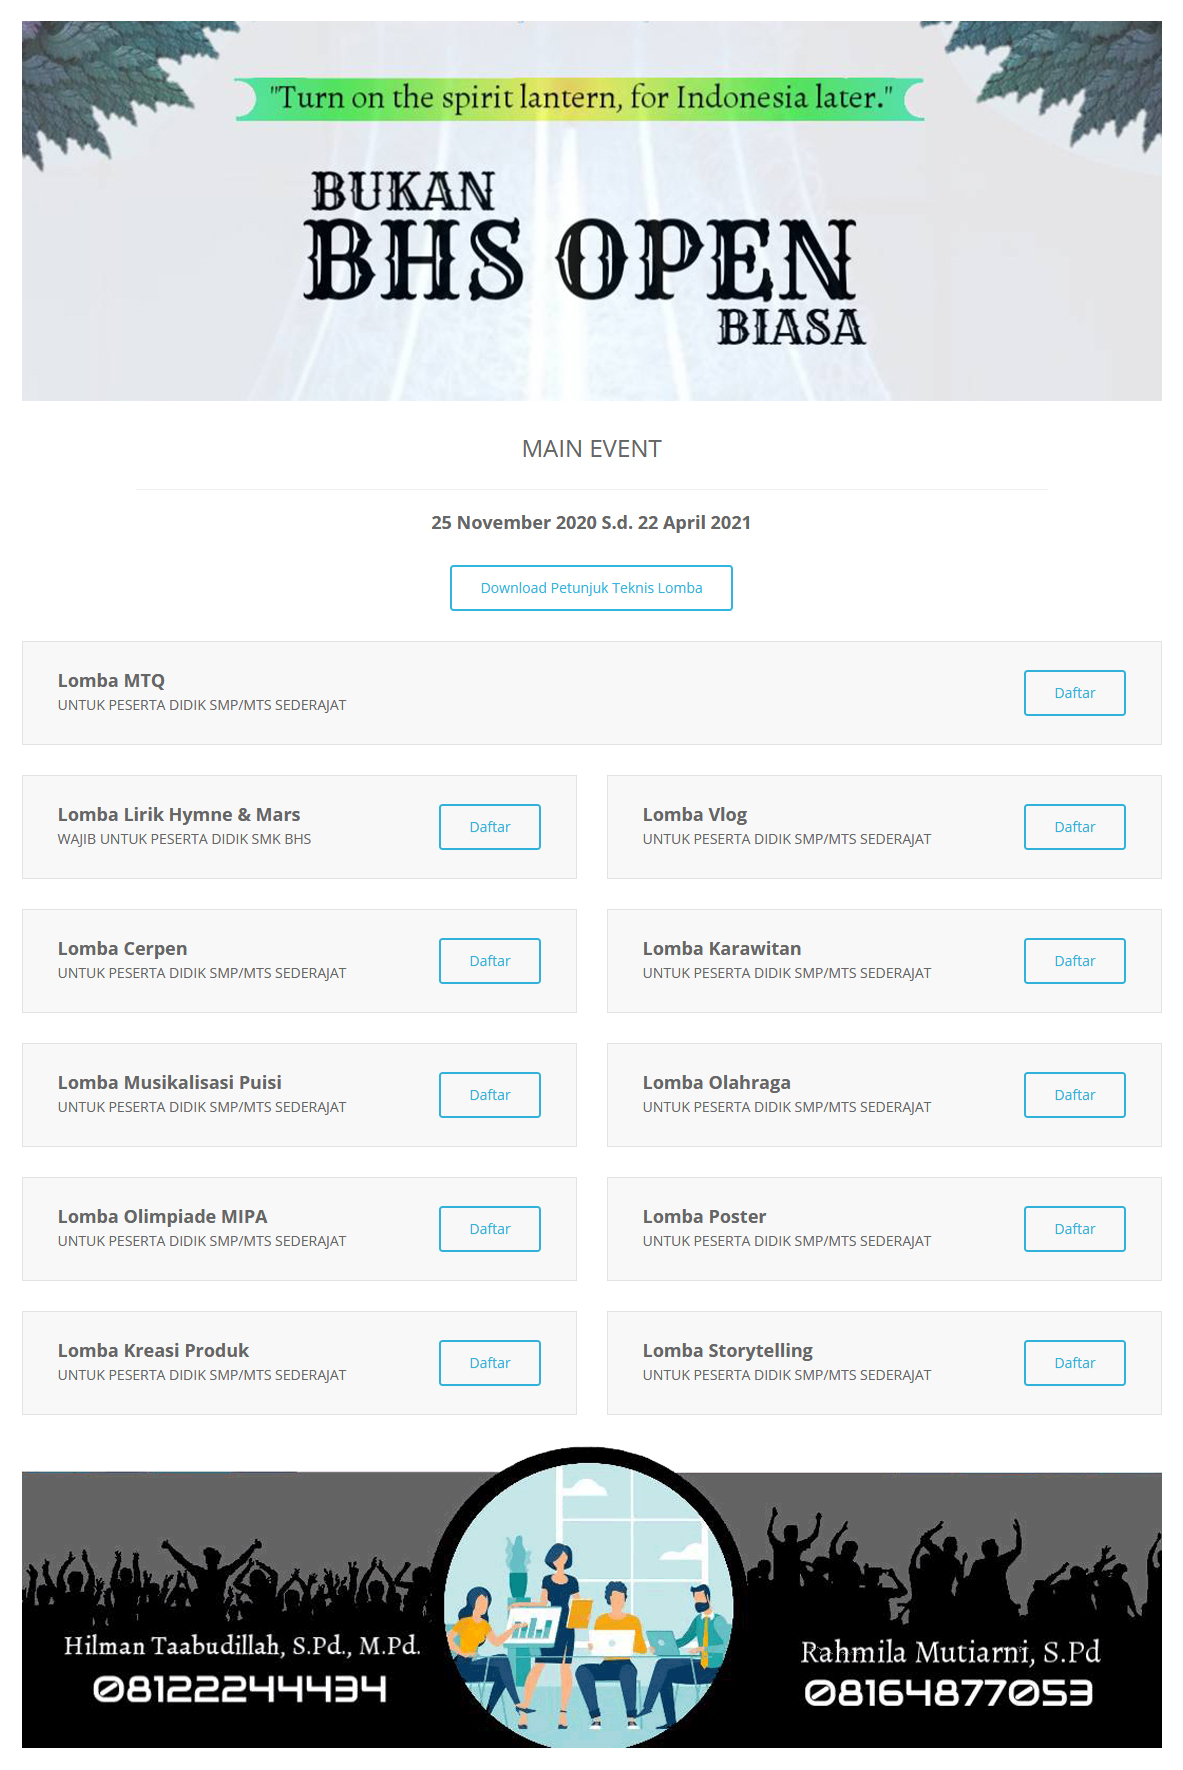 "Turn on the spirit lantern, for Indonesia later."
BUKAN
BHS OPEN
BIASA
MAIN EVENT
25 November 2020 S.d. 22 April 2021
Download Petunjuk Teknis Lomba
Lomba MTQ
UNTUK PESERTA DIDIK SMP/MTS SEDERAJAT
Daftar
Lomba Lirik Hymne & Mars
WAJIB UNTUK PESERTA DIDIK SMK BHS
Daftar
Lomba Vlog
UNTUK PESERTA DIDIK SMP/MTS SEDERAJAT
Daftar
Lomba Cerpen
UNTUK PESERTA DIDIK SMP/MTS SEDERAJAT
Daftar
Lomba Karawitan
UNTUK PESERTA DIDIK SMP/MTS SEDERAJAT
Daftar
Lomba Musikalisasi Puisi
UNTUK PESERTA DIDIK SMP/MTS SEDERAJAT
Daftar
Lomba Olahraga
UNTUK PESERTA DIDIK SMP/MTS SEDERAJAT
Daftar
Lomba Olimpiade MIPA
UNTUK PESERTA DIDIK SMP/MTS SEDERAJAT
Daftar
Lomba Poster
UNTUK PESERTA DIDIK SMP/MTS SEDERAJAT
Daftar
Lomba Kreasi Produk
UNTUK PESERTA DIDIK SMP/MTS SEDERAJAT
Daftar
Lomba Storytelling
UNTUK PESERTA DIDIK SMP/MTS SEDERAJAT
Daftar
Hilman Taabudillah, S.Pd., M.Pd.
08122244434
Rahmila Mutiarni, S.Pd
08164877053